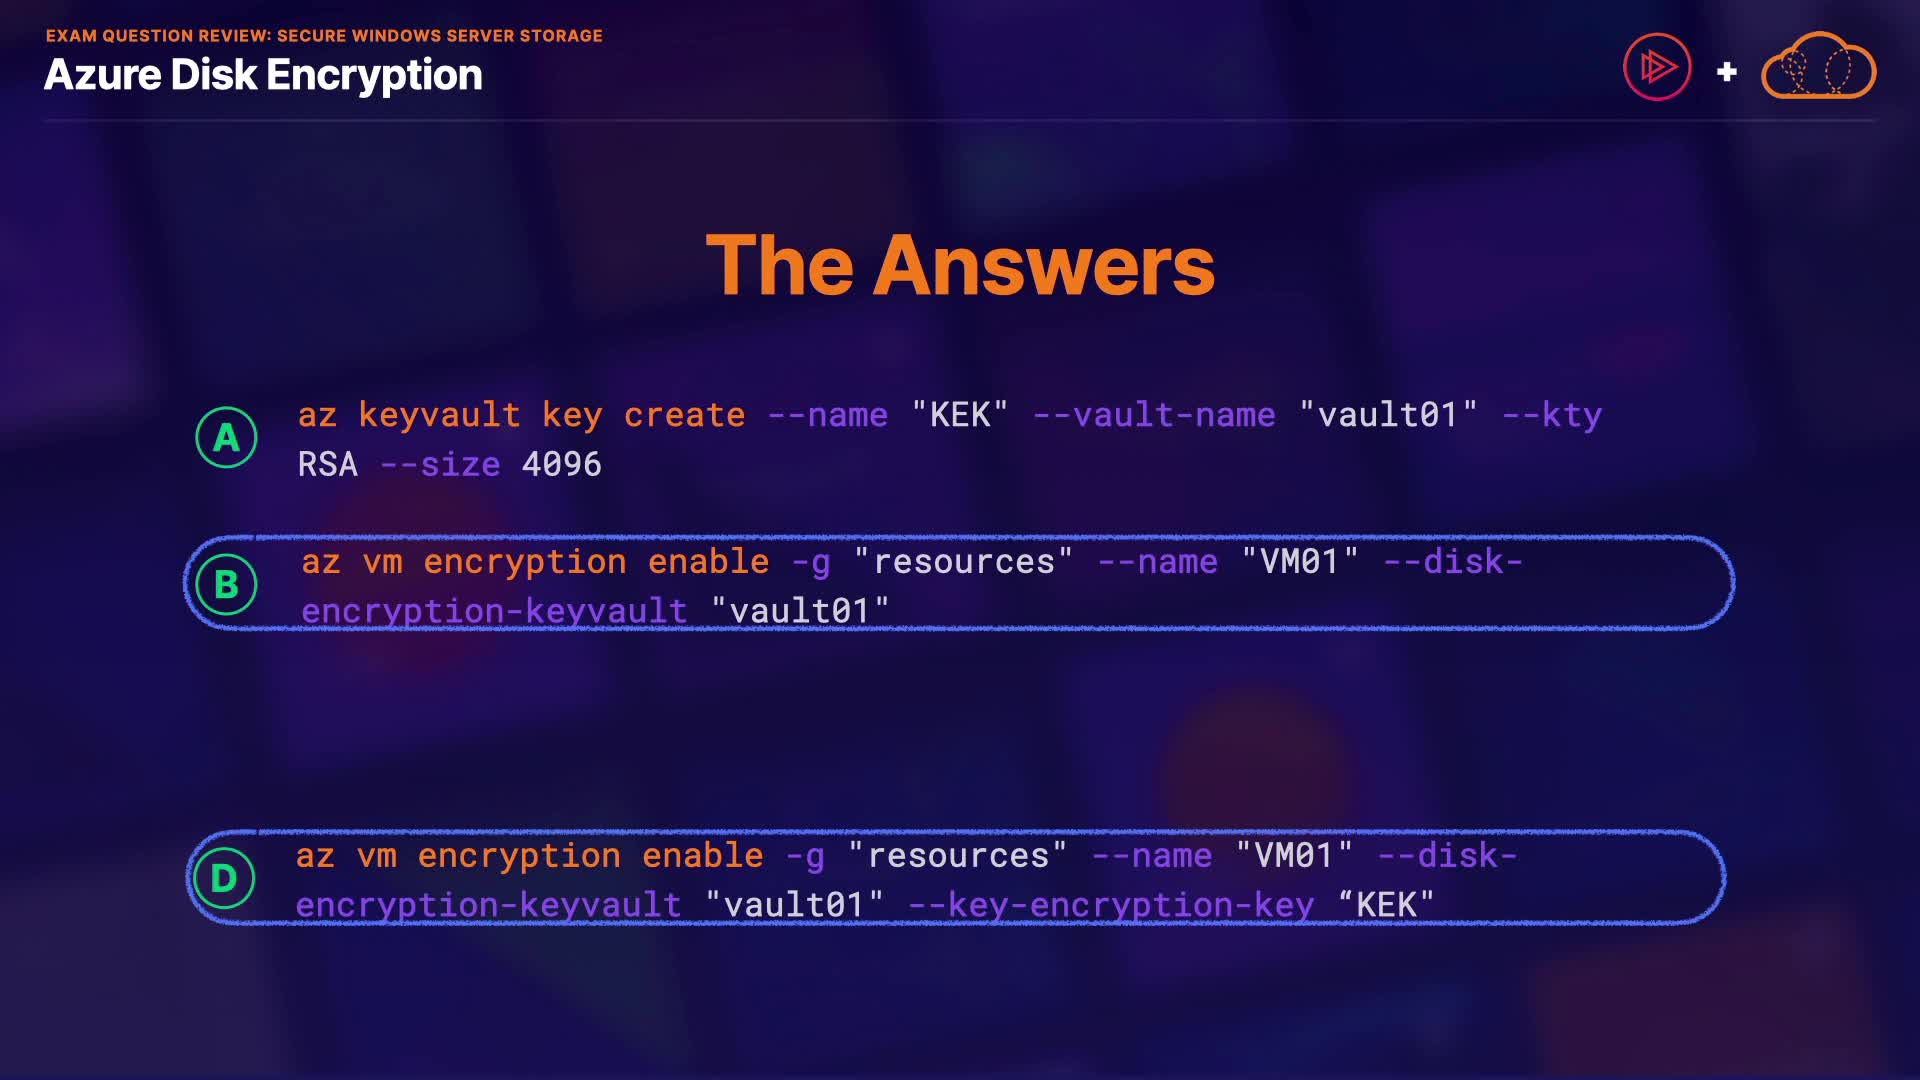 EXAM QUESTION REVIEW: SECURE WINDOWS SERVER STORAGE
Azure Disk Encryption
+
The Answers
A
az keyvault key create --name "KEK" --vault-name "vault01" --kty
RSA --size 4096
B
az vm encryption enable -g "resources" --name "VM01" --disk-
encryption-keyvault "vault01"
D
az vm encryption enable -g "resources" --name "VM01" --disk-
encryption-keyvault "vault01" --key-encryption-key “KEK"